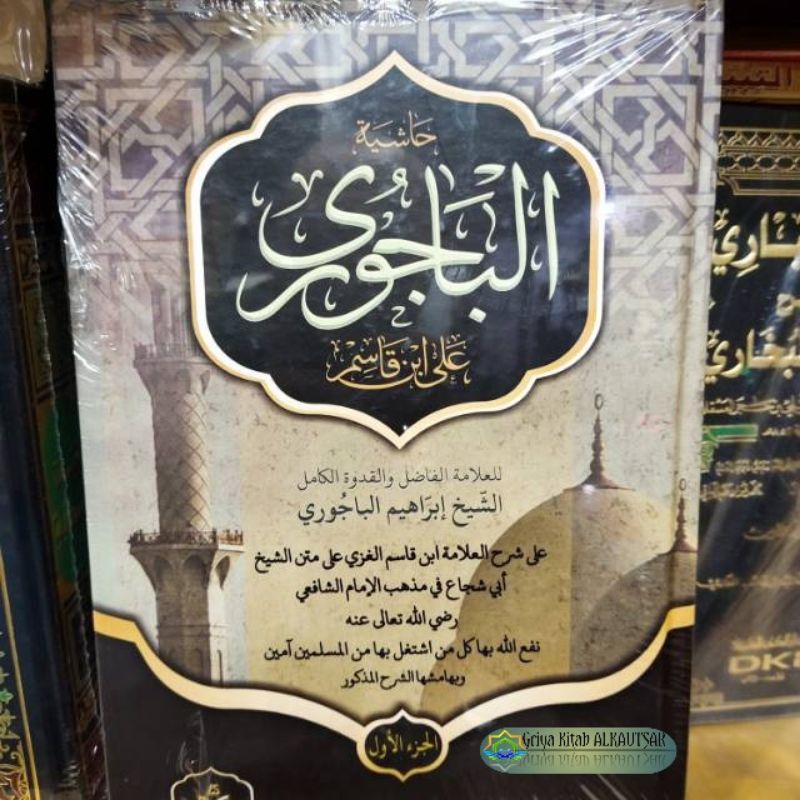 حاشية
الباجوري
على ابن قاسم
للعلامة الفاضل والقدوة الكامل
الشيخ إبراهيم الباجوري
على شرح العلامة ابن قاسم الغزي على متن الشيخ
أبي شجاع في مذهب الإمام الشافعي
رضي الله تعالى عنه
نفع الله بها كل من اشتغل بها من المسلمين آمين
وبهامشها الشرح المذكور
الجزء الأول
Griya Kitab ALKAUTSAR